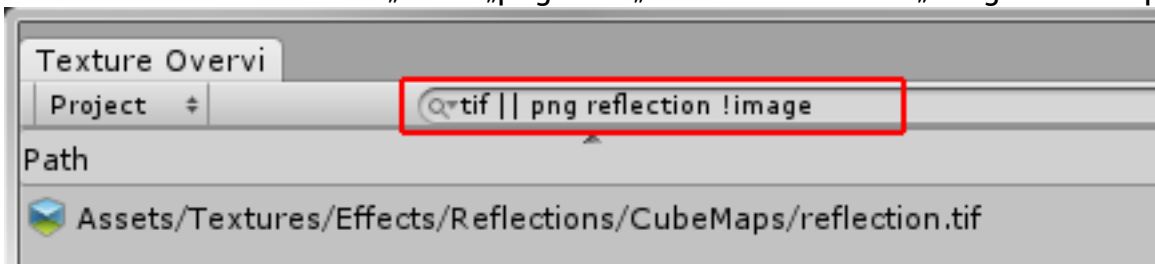 Texture Overvi
Project
tif || png reflection !image
Path
Assets/Textures/Effects/Reflections/CubeMaps/reflection.tif